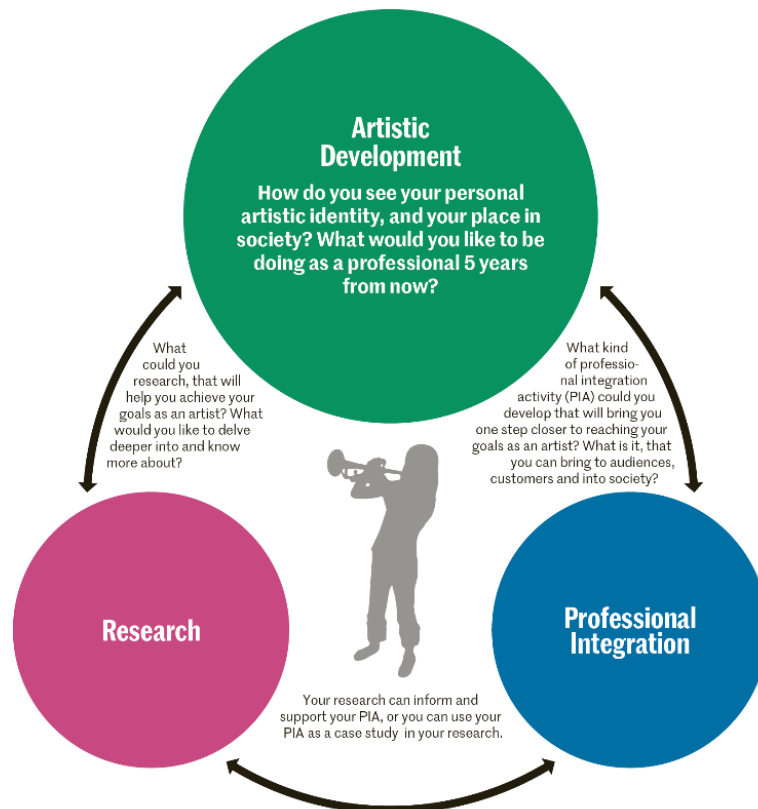 Artistic
Development
How do you see your personal
artistic identity, and your place in
society? What would you like to be
doing as a professional 5 years
from now?
What
could you
research, that will
help you achieve your
goals as an artist? What
would you like to delve
deeper into and know
more about?
What kind
of professio-
nal integration
activity (PIA) could you
develop that will bring you
one step closer to reaching your
goals as an artist? What is it, that
you can bring to audiences,
customers and into society?
Research
Professional
Integration
Your research can inform and
support your PIA, or you can use your
PIA as a case study in your research.